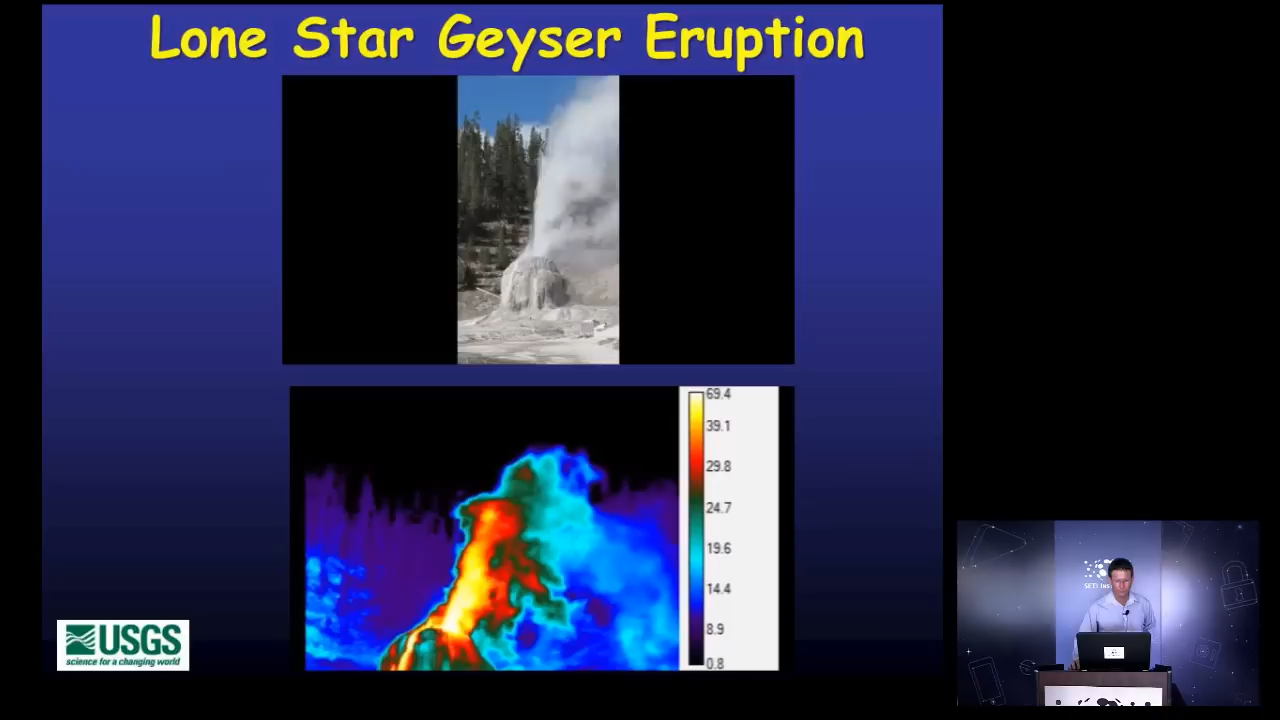 Lone Star Geyser Eruption
69.4
39.1
29.8
24.7
19.6
14.4
8.9
0.8
USGS
science for a changing world